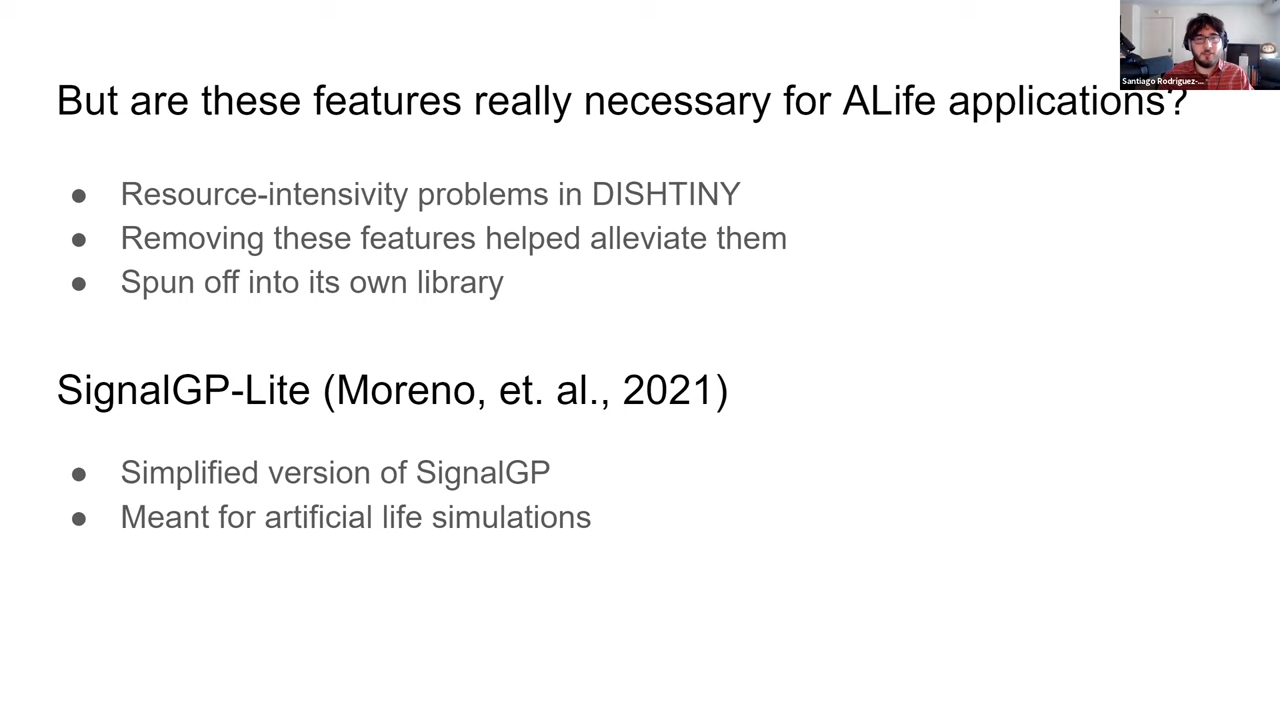 Santiago Rodriguez-...
But are these features really necessary for ALife applications?
● Resource-intensivity problems in DISHTINY
● Removing these features helped alleviate them
● Spun off into its own library
SignalGP-Lite (Moreno, et. al., 2021)
● Simplified version of SignalGP
● Meant for artificial life simulations